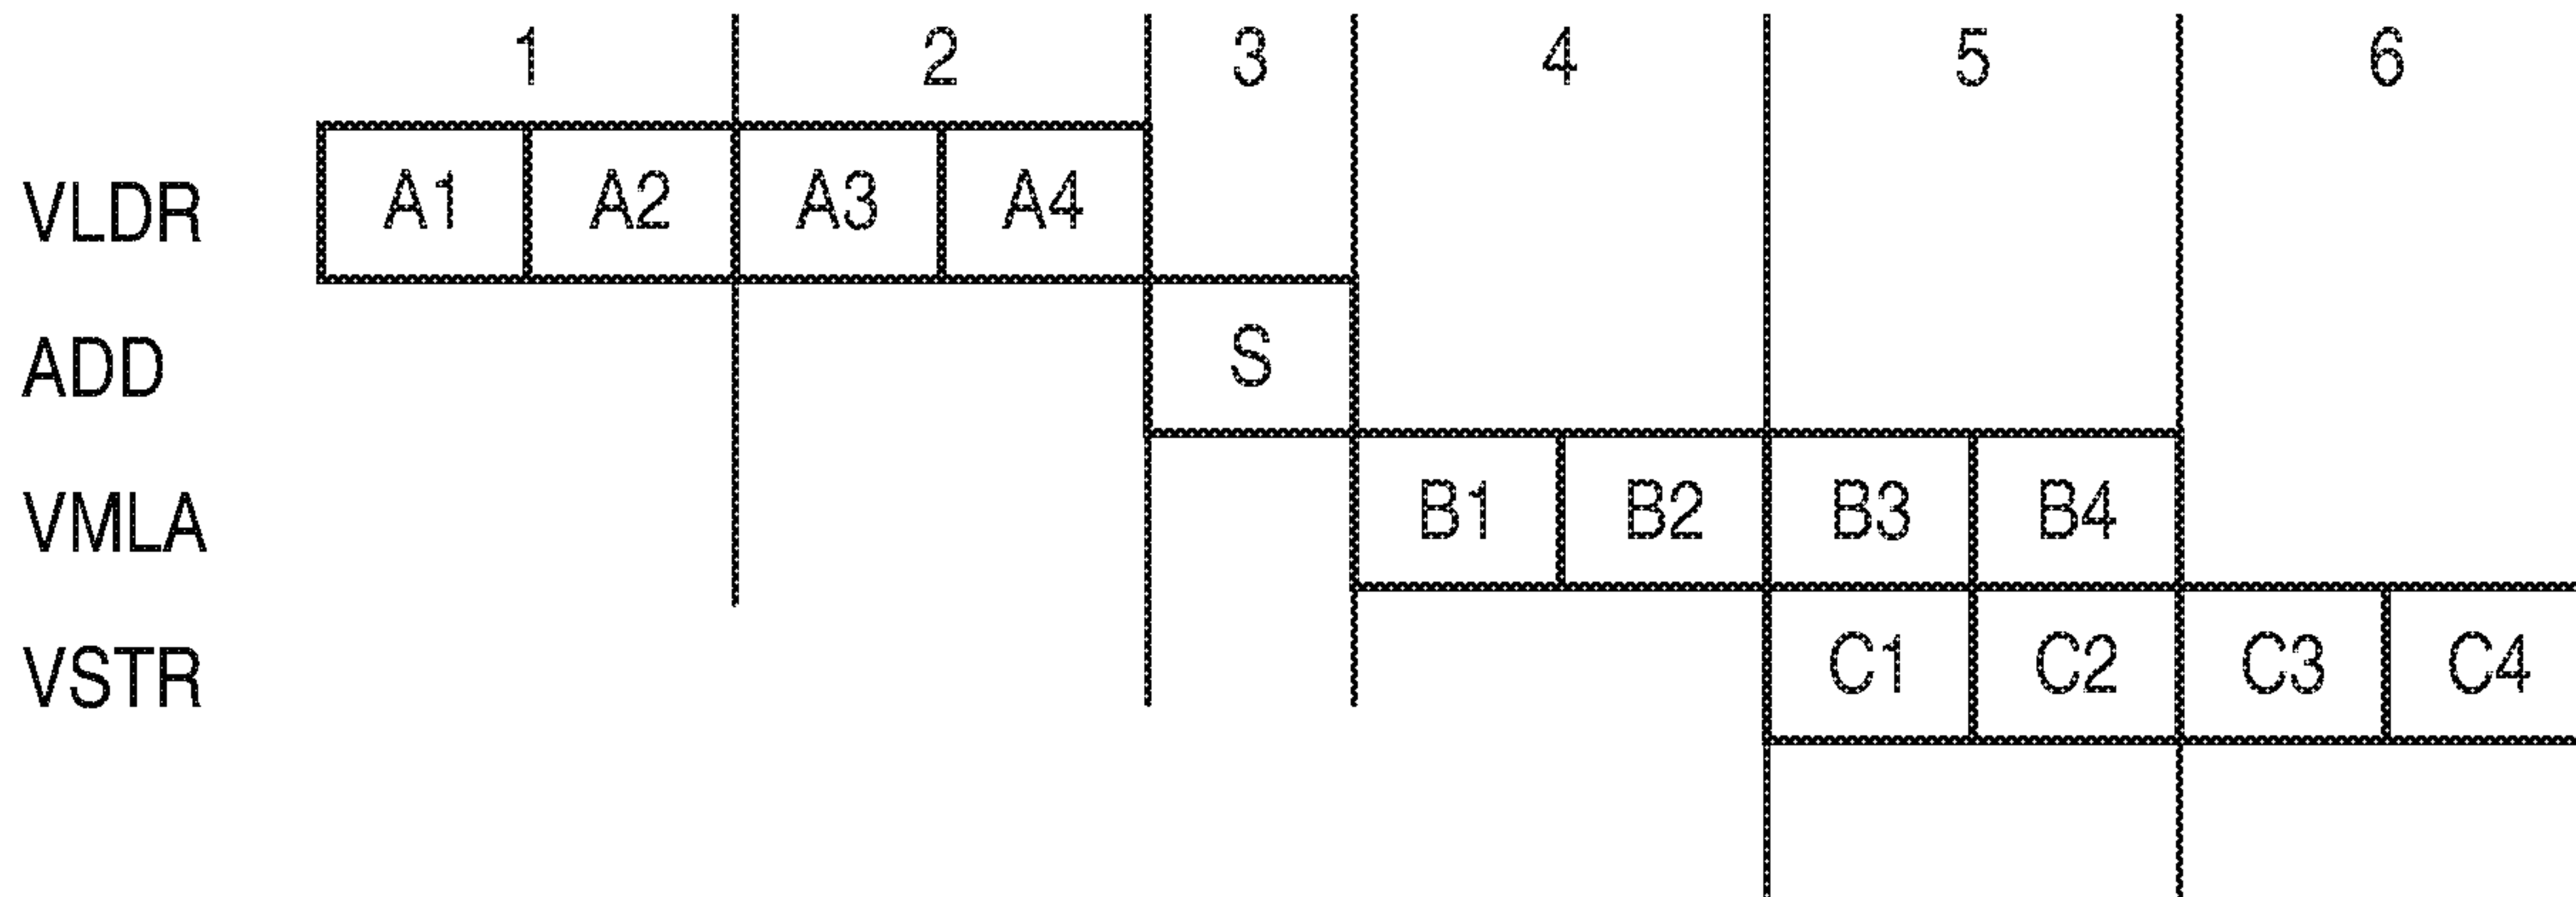 1 2 3 4 5 6
VLDR A1 A2 A3 A4
ADD S
VMLA B1 B2 B3 B4
VSTR C1 C2 C3 C4